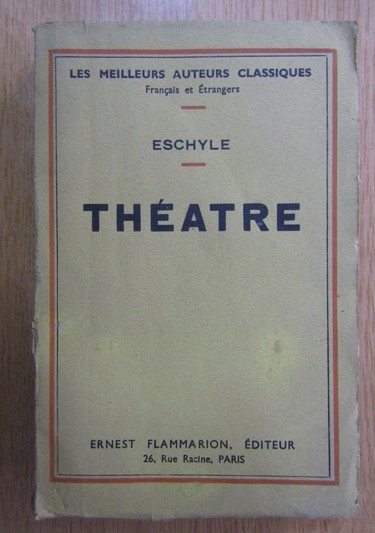 LES MEILLEURS AUTEURS CLASSIQUES
Français et Étrangers
ESCHYLE
THÉATRE
ERNEST FLAMMARION, ÉDITEUR
26, Rue Racine, PARIS